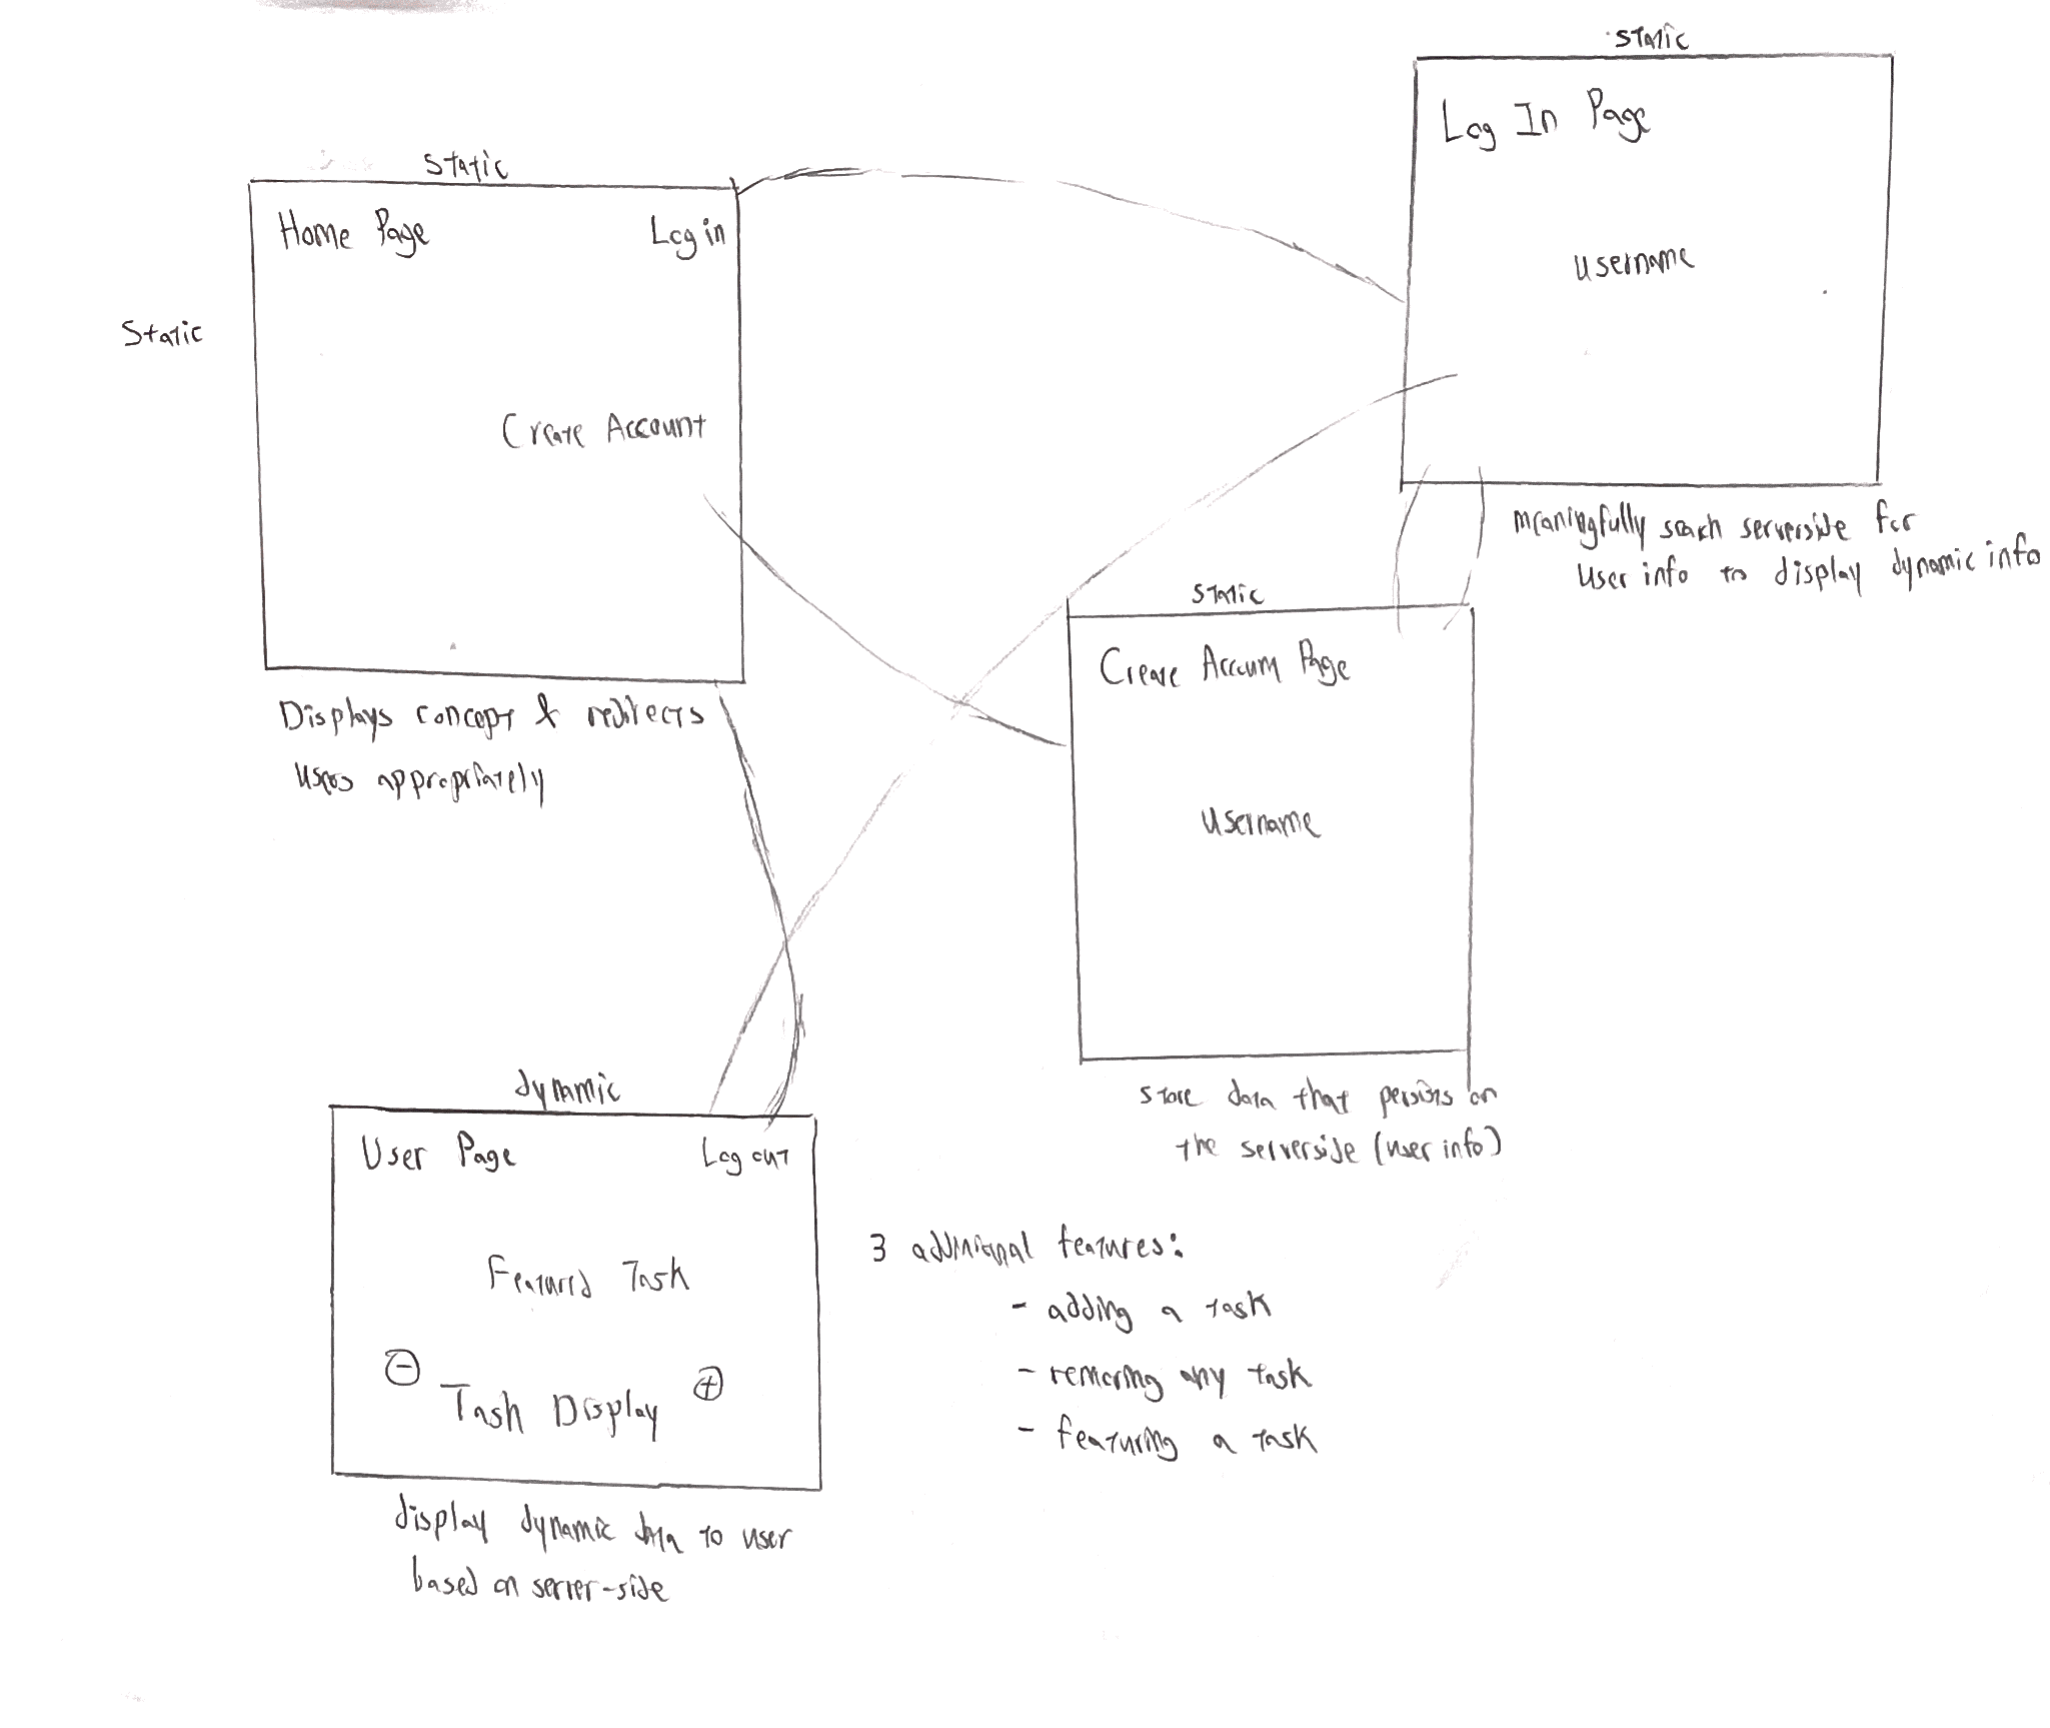 Static
Log In Page
Username
meaningfully search serverside for
user info to display dynamic info
Static
Home Page Log in
Static
Create Account
Displays concept & redirects
users appropriately
Static
Create Account Page
Username
store data that persists on
the serverside (user info)
dynamic
User Page Log out
Featured Task
- Task Display +
display dynamic data to user
based on server-side
3 additional features:
- adding a task
- removing any task
- featuring a task